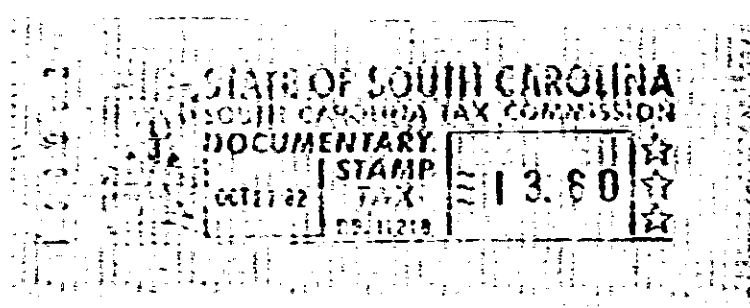 STATE OF SOUTH CAROLINA
SOUTH CAROLINA TAX COMMISSION
DOCUMENTARY
STAMP
TAX
13.60